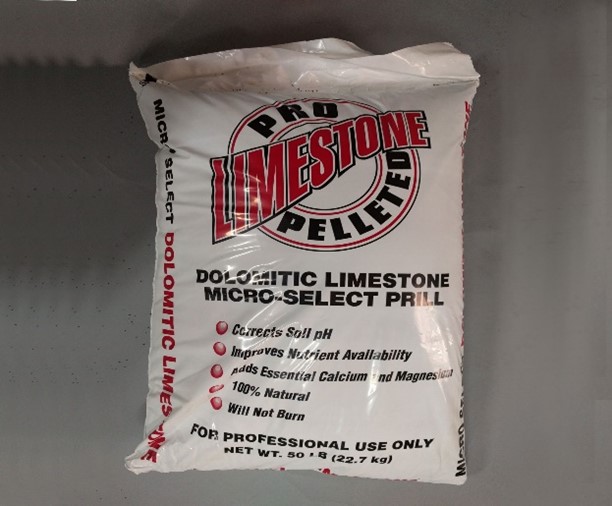 PRO
LIMESTONE
PELLETED
DOLOMITIC LIMESTONE
MICRO-SELECT PRILL
Corrects Soil pH
Improves Nutrient Availability
Adds Essential Calcium and Magnesium
100% Natural
Will Not Burn
FOR PROFESSIONAL USE ONLY
NET WT. 50 LB (22.7 kg)
MICRO-SELECT DOLOMITIC LIMESTONE